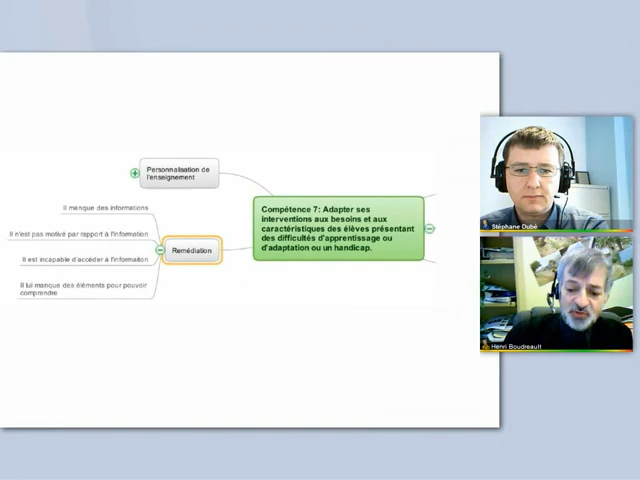 Personnalisation de
l'enseignement
Il manque des informations
Il n'est pas motivé par rapport à l'information
Il est incapable d'accéder à l'information
Il lui manque des éléments pour pouvoir
comprendre
Remédiation
Compétence 7: Adapter ses
interventions aux besoins et aux
caractéristiques des élèves présentant
des difficultés d'apprentissage ou
d'adaptation ou un handicap.
Stéphane Dubé
Henri Boudreault